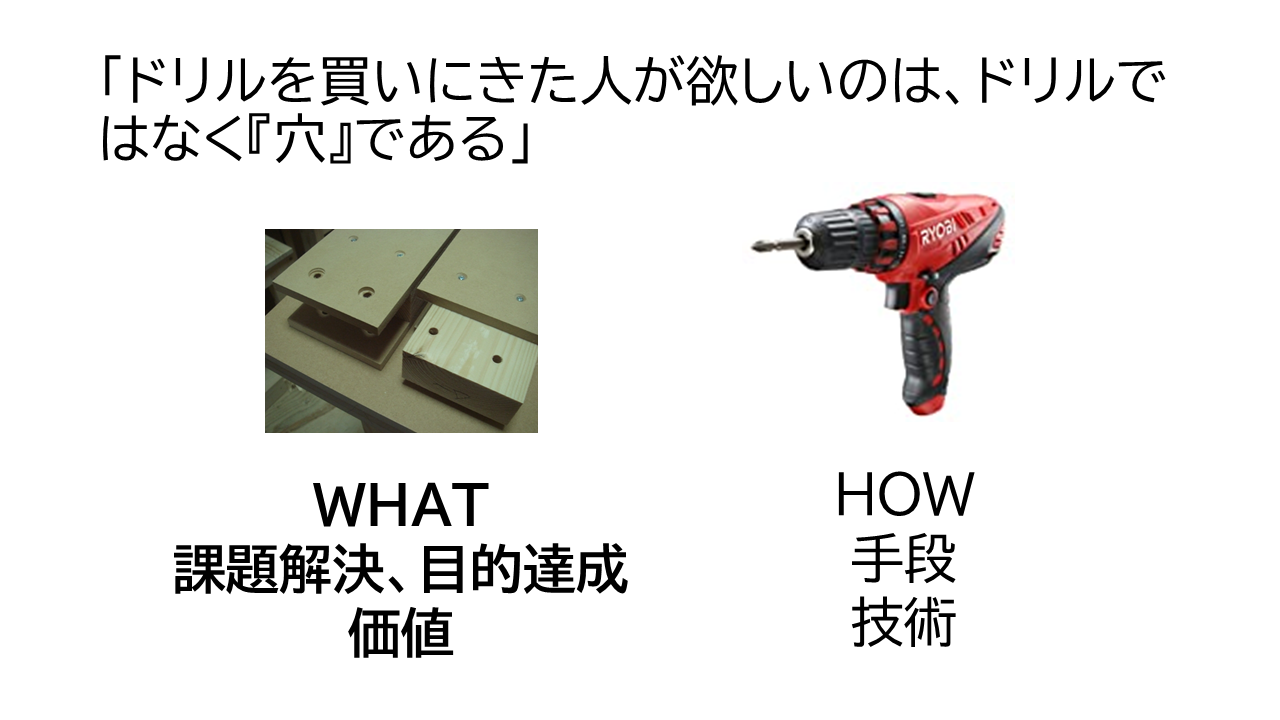 「ドリルを買いにきた人が欲しいのは、ドリルで
はなく『穴』である」
RYOBI
WHAT
課題解決、目的達成
価値
HOW
手段
技術